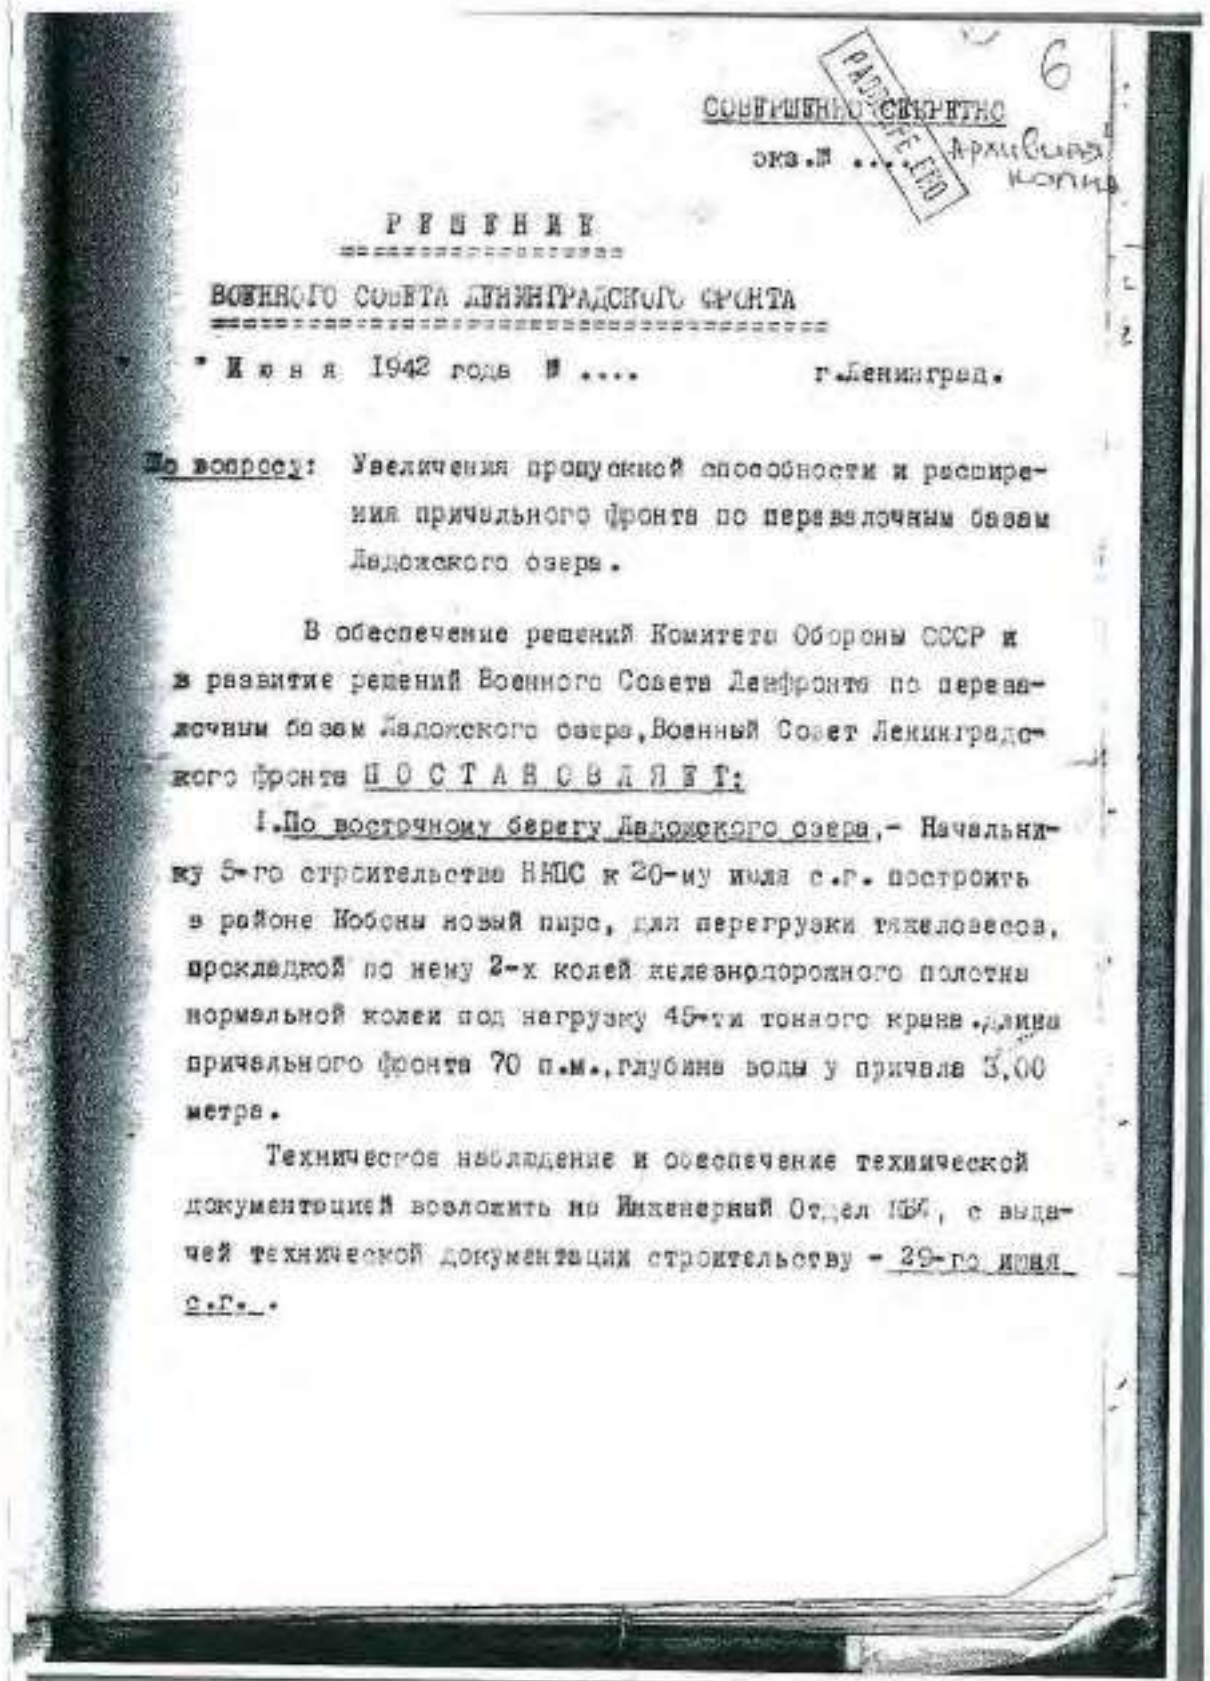 6
СОВЕРШЕННО СЕКРЕТНО
РАССЕКРЕЧЕНО
экз.№ ....
Архивная
копия
Р Е Ш Е Н И Е
ВОЕННОГО СОВЕТА ЛЕНИНГРАДСКОГО ФРОНТА
" " И ю н я 1942 года № .... г.Ленинград.
По вопросу: Увеличения пропускной способности и расшире-
ния причального фронта по перевалочным базам
Ладожского озера.
В обеспечение решений Комитета Обороны СССР и
в развитие решений Военного Совета Ленфронта по перева-
лочным базам Ладожского озера,Военный Совет Ленинградс-
кого фронта П О С Т А Н О В Л Я Е Т:
1.По восточному берегу Ладожского озера.- Начальни-
ку 5-го строительства НКПС к 20-му июля с.г. построить
в районе Кобоны новый пирс, для перегрузки тяжеловесов,
прокладкой по нему 2-х колей железнодорожного полотна
нормальной колеи под нагрузку 45-ти тонного крана.длина
причального фронта 70 п.м.,глубина воды у причала 3,00
метра.
Техническое наблюдение и обеспечение технической
документацией возложить на Инженерный Отдел КБФ, с выда-
чей технической документации строительству - 29-го июня
с.г. .